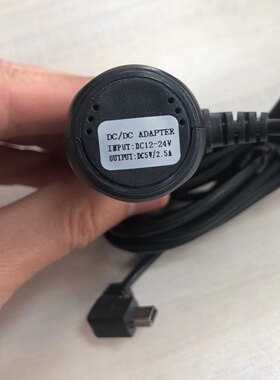 DC/DC ADAPTER
INPUT:DC12-24V
OUTPUT:DC5V/2.5A